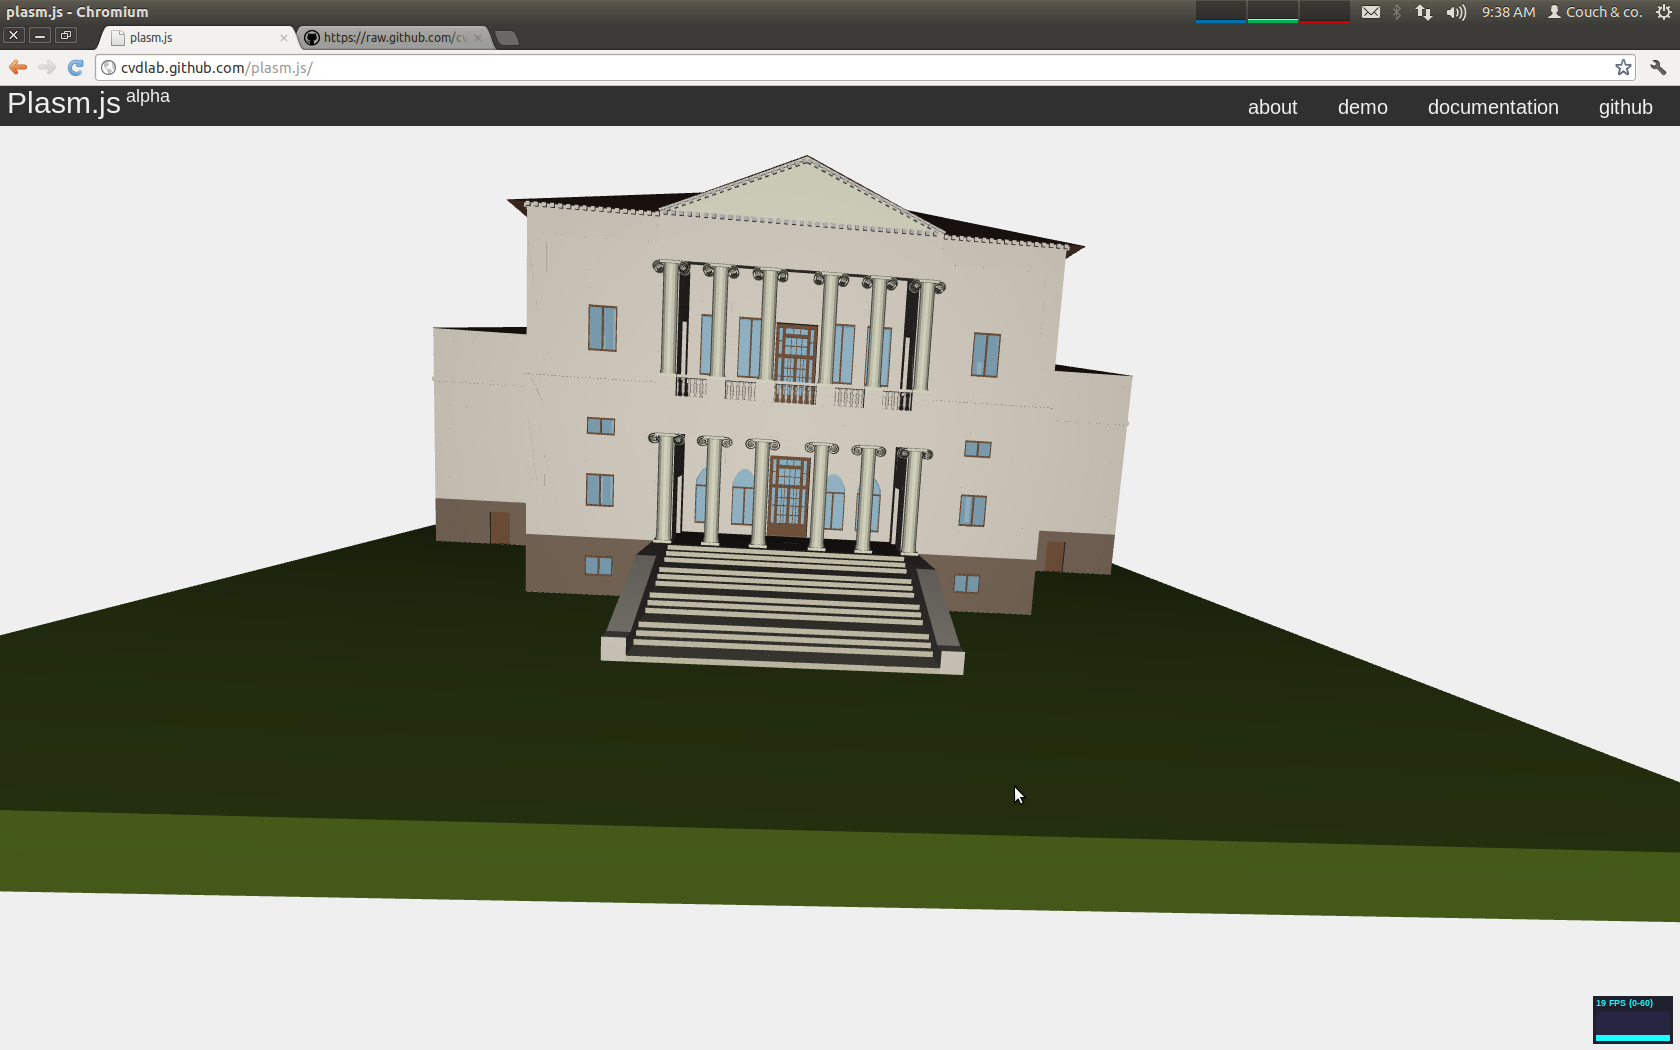 plasm.js - Chromium
9:38 AM
Couch & co.
plasm.js
https://raw.github.com/cv
cvdlab.github.com/plasm.js/
Plasm.js alpha
about
demo
documentation
github
19 FPS (0-60)